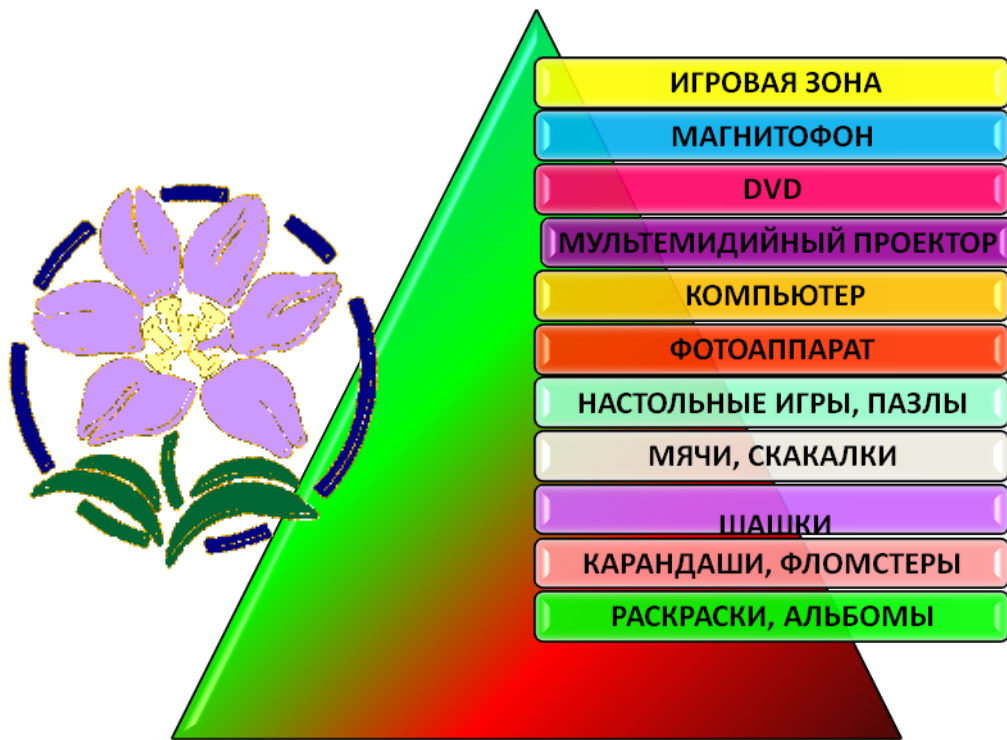 ИГРОВАЯ ЗОНА
МАГНИТОФОН
DVD
МУЛЬТЕМИДИЙНЫЙ ПРОЕКТОР
КОМПЬЮТЕР
ФОТОАППАРАТ
НАСТОЛЬНЫЕ ИГРЫ, ПАЗЛЫ
МЯЧИ, СКАКАЛКИ
ШАШКИ
КАРАНДАШИ, ФЛОМСТЕРЫ
РАСКРАСКИ, АЛЬБОМЫ